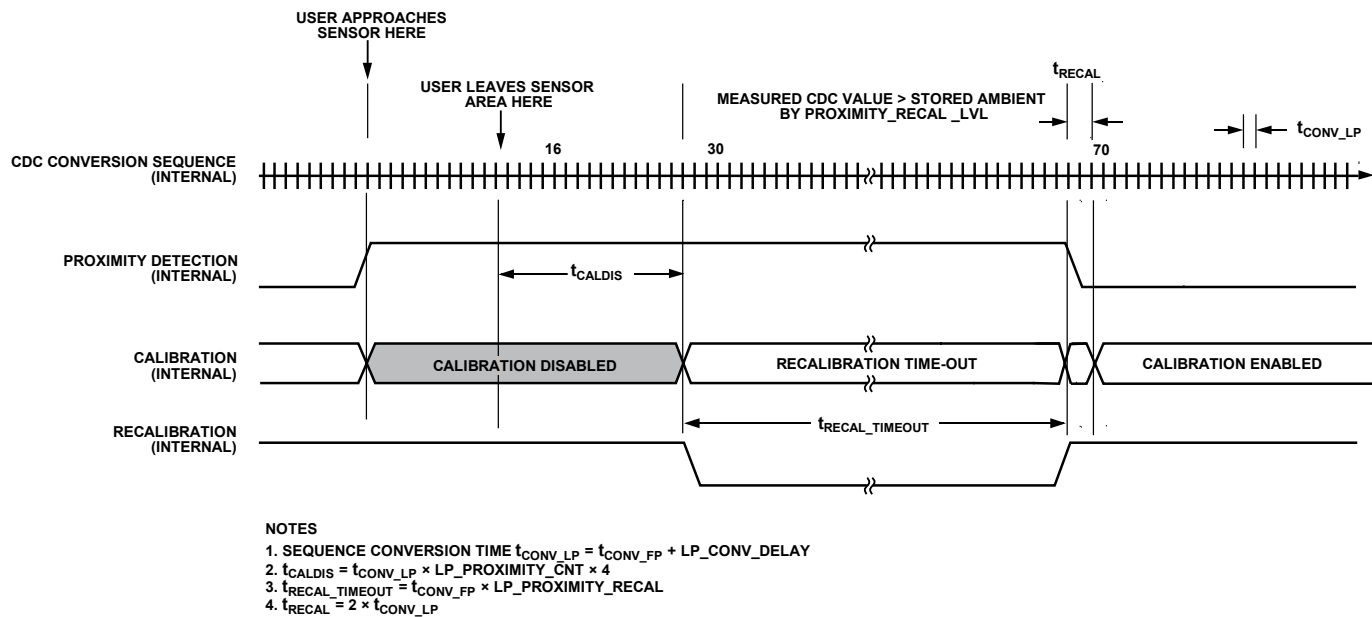 USER APPROACHES
SENSOR HERE
USER LEAVES SENSOR
AREA HERE
MEASURED CDC VALUE > STORED AMBIENT
BY PROXIMITY_RECAL _LVL
tRECAL
tCONV_LP
CDC CONVERSION SEQUENCE
(INTERNAL)
16
30
70
PROXIMITY DETECTION
(INTERNAL)
tCALDIS
CALIBRATION
(INTERNAL)
CALIBRATION DISABLED
RECALIBRATION TIME-OUT
CALIBRATION ENABLED
RECALIBRATION
(INTERNAL)
tRECAL_TIMEOUT
NOTES
1. SEQUENCE CONVERSION TIME tCONV_LP = tCONV_FP + LP_CONV_DELAY
2. tCALDIS = tCONV_LP × LP_PROXIMITY_CNT × 4
3. tRECAL_TIMEOUT = tCONV_FP × LP_PROXIMITY_RECAL
4. tRECAL = 2 × tCONV_LP